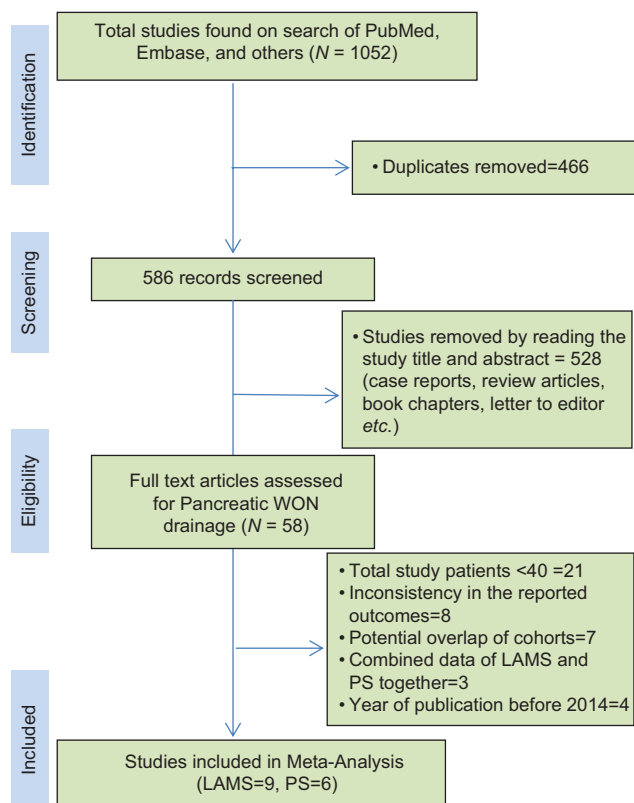 Identification
Total studies found on search of PubMed,
Embase, and others (N = 1052)
• Duplicates removed=466
Screening
586 records screened
• Studies removed by reading the
study title and abstract = 528
(case reports, review articles,
book chapters, letter to editor
etc.)
Eligibility
Full text articles assessed
for Pancreatic WON
drainage (N = 58)
• Total study patients <40 =21
• Inconsistency in the reported
outcomes=8
• Potential overlap of cohorts=7
• Combined data of LAMS and
PS together=3
• Year of publication before 2014=4
Included
Studies included in Meta-Analysis
(LAMS=9, PS=6)